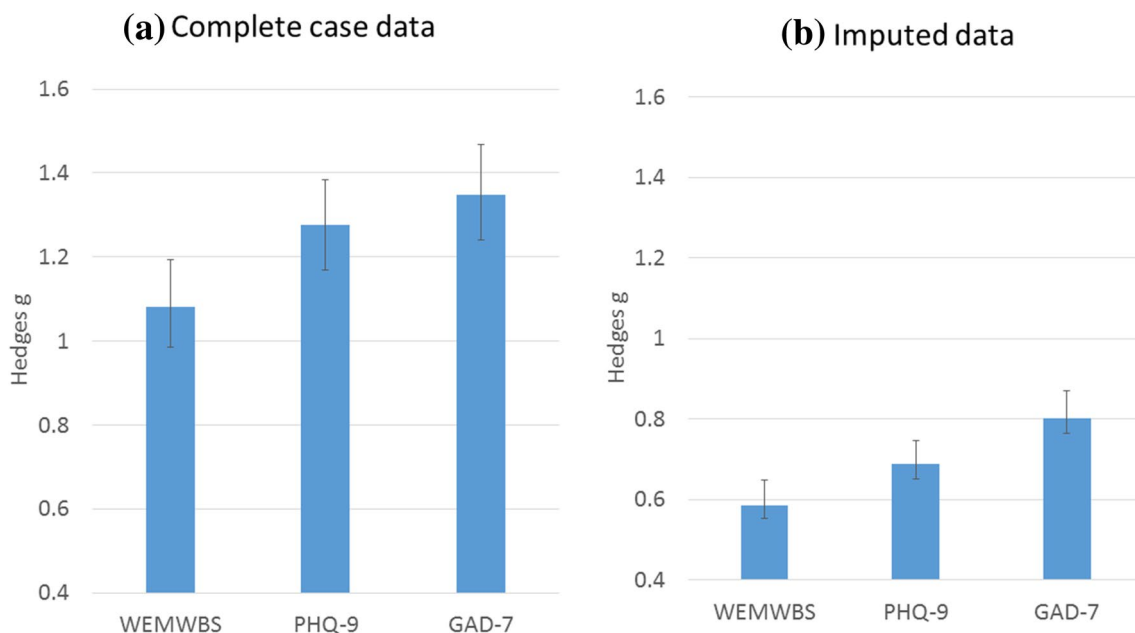 (a) Complete case data
1.6
1.4
1.2
1
0.8
0.6
0.4
Hedges g
WEMWBS PHQ-9 GAD-7
(b) Imputed data
1.6
1.4
1.2
1
0.8
0.6
0.4
Hedges g
WEMWBS PHQ-9 GAD-7